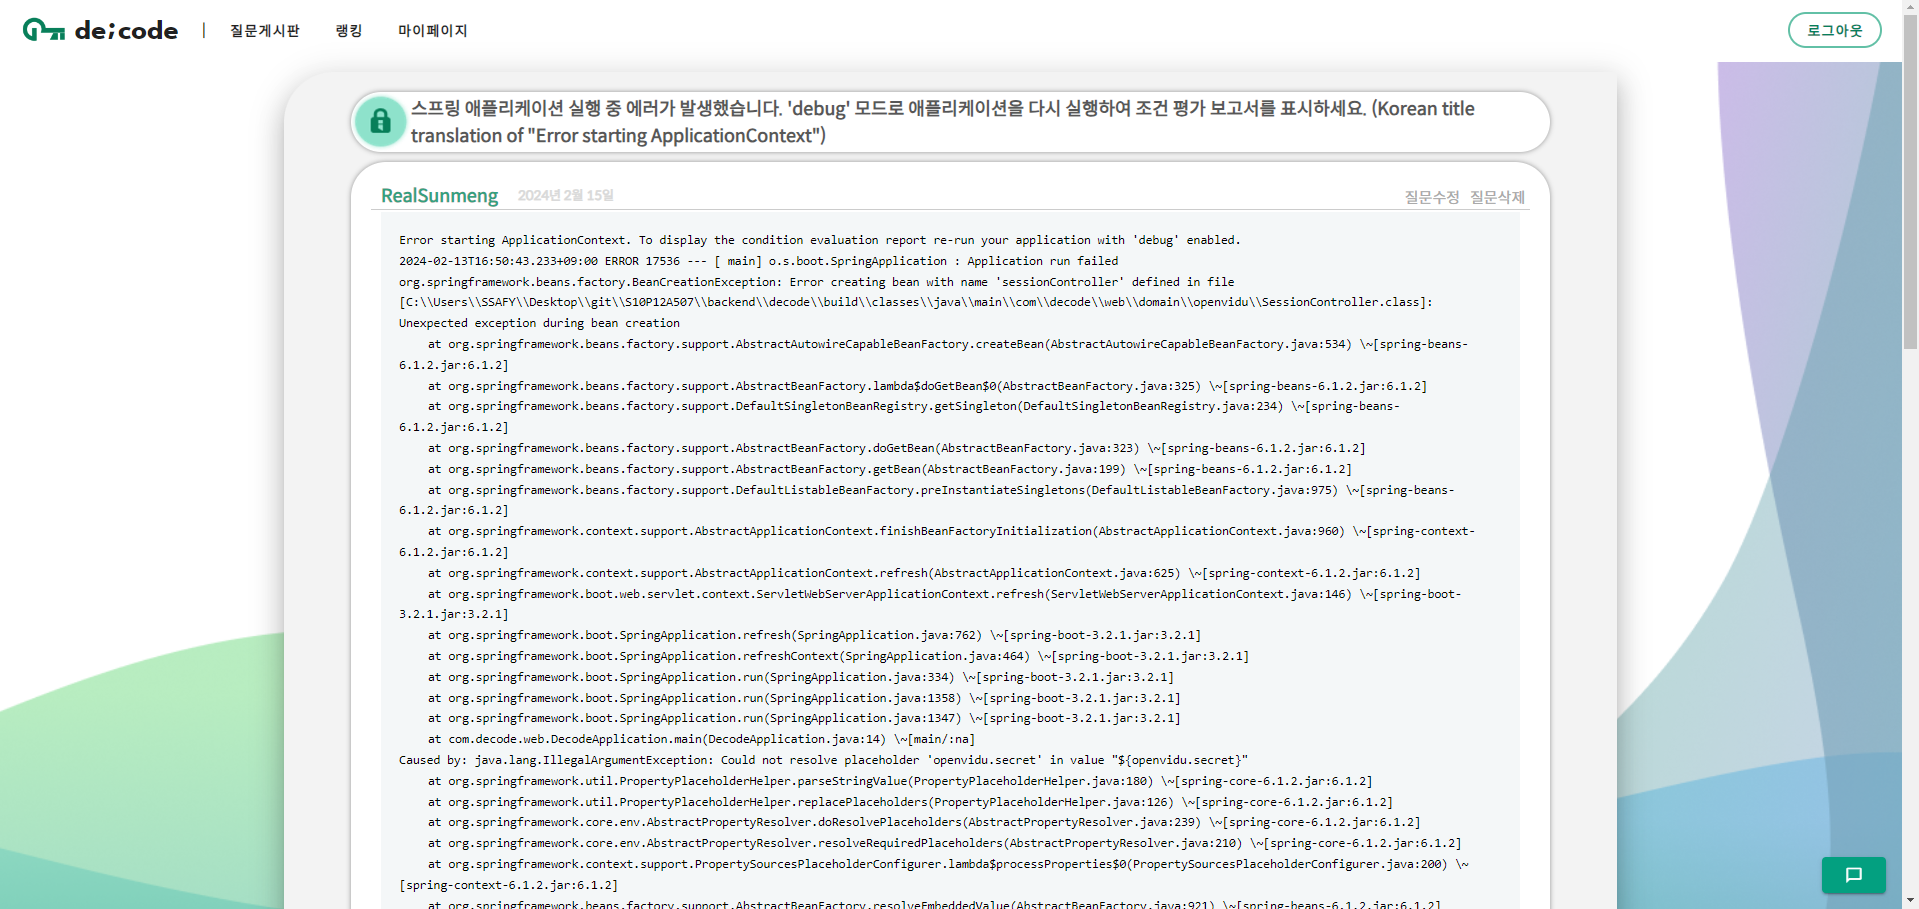 de;code | 질문게시판 랭킹 마이페이지 로그아웃
스프링 애플리케이션 실행 중 에러가 발생했습니다. 'debug' 모드로 애플리케이션을 다시 실행하여 조건 평가 보고서를 표시하세요. (Korean title
translation of "Error starting ApplicationContext")
RealSunmeng 2024년 2월 15일 질문수정 질문삭제
Error starting ApplicationContext. To display the condition evaluation report re-run your application with 'debug' enabled.
2024-02-13T16:50:43.233+09:00 ERROR 17536 --- [ main] o.s.boot.SpringApplication : Application run failed
org.springframework.beans.factory.BeanCreationException: Error creating bean with name 'sessionController' defined in file
[C:\\Users\\SSAFY\\Desktop\\git\\S10P12A507\\backend\\decode\\build\\classes\\java\\main\\com\\decode\\web\\domain\\openvidu\\SessionController.class]:
Unexpected exception during bean creation
at org.springframework.beans.factory.support.AbstractAutowireCapableBeanFactory.createBean(AbstractAutowireCapableBeanFactory.java:534) \~[spring-beans-
6.1.2.jar:6.1.2]
at org.springframework.beans.factory.support.AbstractBeanFactory.lambda$doGetBean$0(AbstractBeanFactory.java:325) \~[spring-beans-6.1.2.jar:6.1.2]
at org.springframework.beans.factory.support.DefaultSingletonBeanRegistry.getSingleton(DefaultSingletonBeanRegistry.java:234) \~[spring-beans-
6.1.2.jar:6.1.2]
at org.springframework.beans.factory.support.AbstractBeanFactory.doGetBean(AbstractBeanFactory.java:323) \~[spring-beans-6.1.2.jar:6.1.2]
at org.springframework.beans.factory.support.AbstractBeanFactory.getBean(AbstractBeanFactory.java:199) \~[spring-beans-6.1.2.jar:6.1.2]
at org.springframework.beans.factory.support.DefaultListableBeanFactory.preInstantiateSingletons(DefaultListableBeanFactory.java:975) \~[spring-beans-
6.1.2.jar:6.1.2]
at org.springframework.context.support.AbstractApplicationContext.finishBeanFactoryInitialization(AbstractApplicationContext.java:960) \~[spring-context-
6.1.2.jar:6.1.2]
at org.springframework.context.support.AbstractApplicationContext.refresh(AbstractApplicationContext.java:625) \~[spring-context-6.1.2.jar:6.1.2]
at org.springframework.boot.web.servlet.context.ServletWebServerApplicationContext.refresh(ServletWebServerApplicationContext.java:146) \~[spring-boot-
3.2.1.jar:3.2.1]
at org.springframework.boot.SpringApplication.refresh(SpringApplication.java:762) \~[spring-boot-3.2.1.jar:3.2.1]
at org.springframework.boot.SpringApplication.refreshContext(SpringApplication.java:464) \~[spring-boot-3.2.1.jar:3.2.1]
at org.springframework.boot.SpringApplication.run(SpringApplication.java:334) \~[spring-boot-3.2.1.jar:3.2.1]
at org.springframework.boot.SpringApplication.run(SpringApplication.java:1358) \~[spring-boot-3.2.1.jar:3.2.1]
at org.springframework.boot.SpringApplication.run(SpringApplication.java:1347) \~[spring-boot-3.2.1.jar:3.2.1]
at com.decode.web.DecodeApplication.main(DecodeApplication.java:14) \~[main/:na]
Caused by: java.lang.IllegalArgumentException: Could not resolve placeholder 'openvidu.secret' in value "${openvidu.secret}"
at org.springframework.util.PropertyPlaceholderHelper.parseStringValue(PropertyPlaceholderHelper.java:180) \~[spring-core-6.1.2.jar:6.1.2]
at org.springframework.util.PropertyPlaceholderHelper.replacePlaceholders(PropertyPlaceholderHelper.java:126) \~[spring-core-6.1.2.jar:6.1.2]
at org.springframework.core.env.AbstractPropertyResolver.doResolvePlaceholders(AbstractPropertyResolver.java:239) \~[spring-core-6.1.2.jar:6.1.2]
at org.springframework.core.env.AbstractPropertyResolver.resolveRequiredPlaceholders(AbstractPropertyResolver.java:210) \~[spring-core-6.1.2.jar:6.1.2]
at org.springframework.context.support.PropertySourcesPlaceholderConfigurer.lambda$processProperties$0(PropertySourcesPlaceholderConfigurer.java:200) \~
[spring-context-6.1.2.jar:6.1.2]
at org.springframework.beans.factory.support.AbstractBeanFactory.resolveEmbeddedValue(AbstractBeanFactory.java:921) \~[spring-beans-6.1.2.jar:6.1.2]